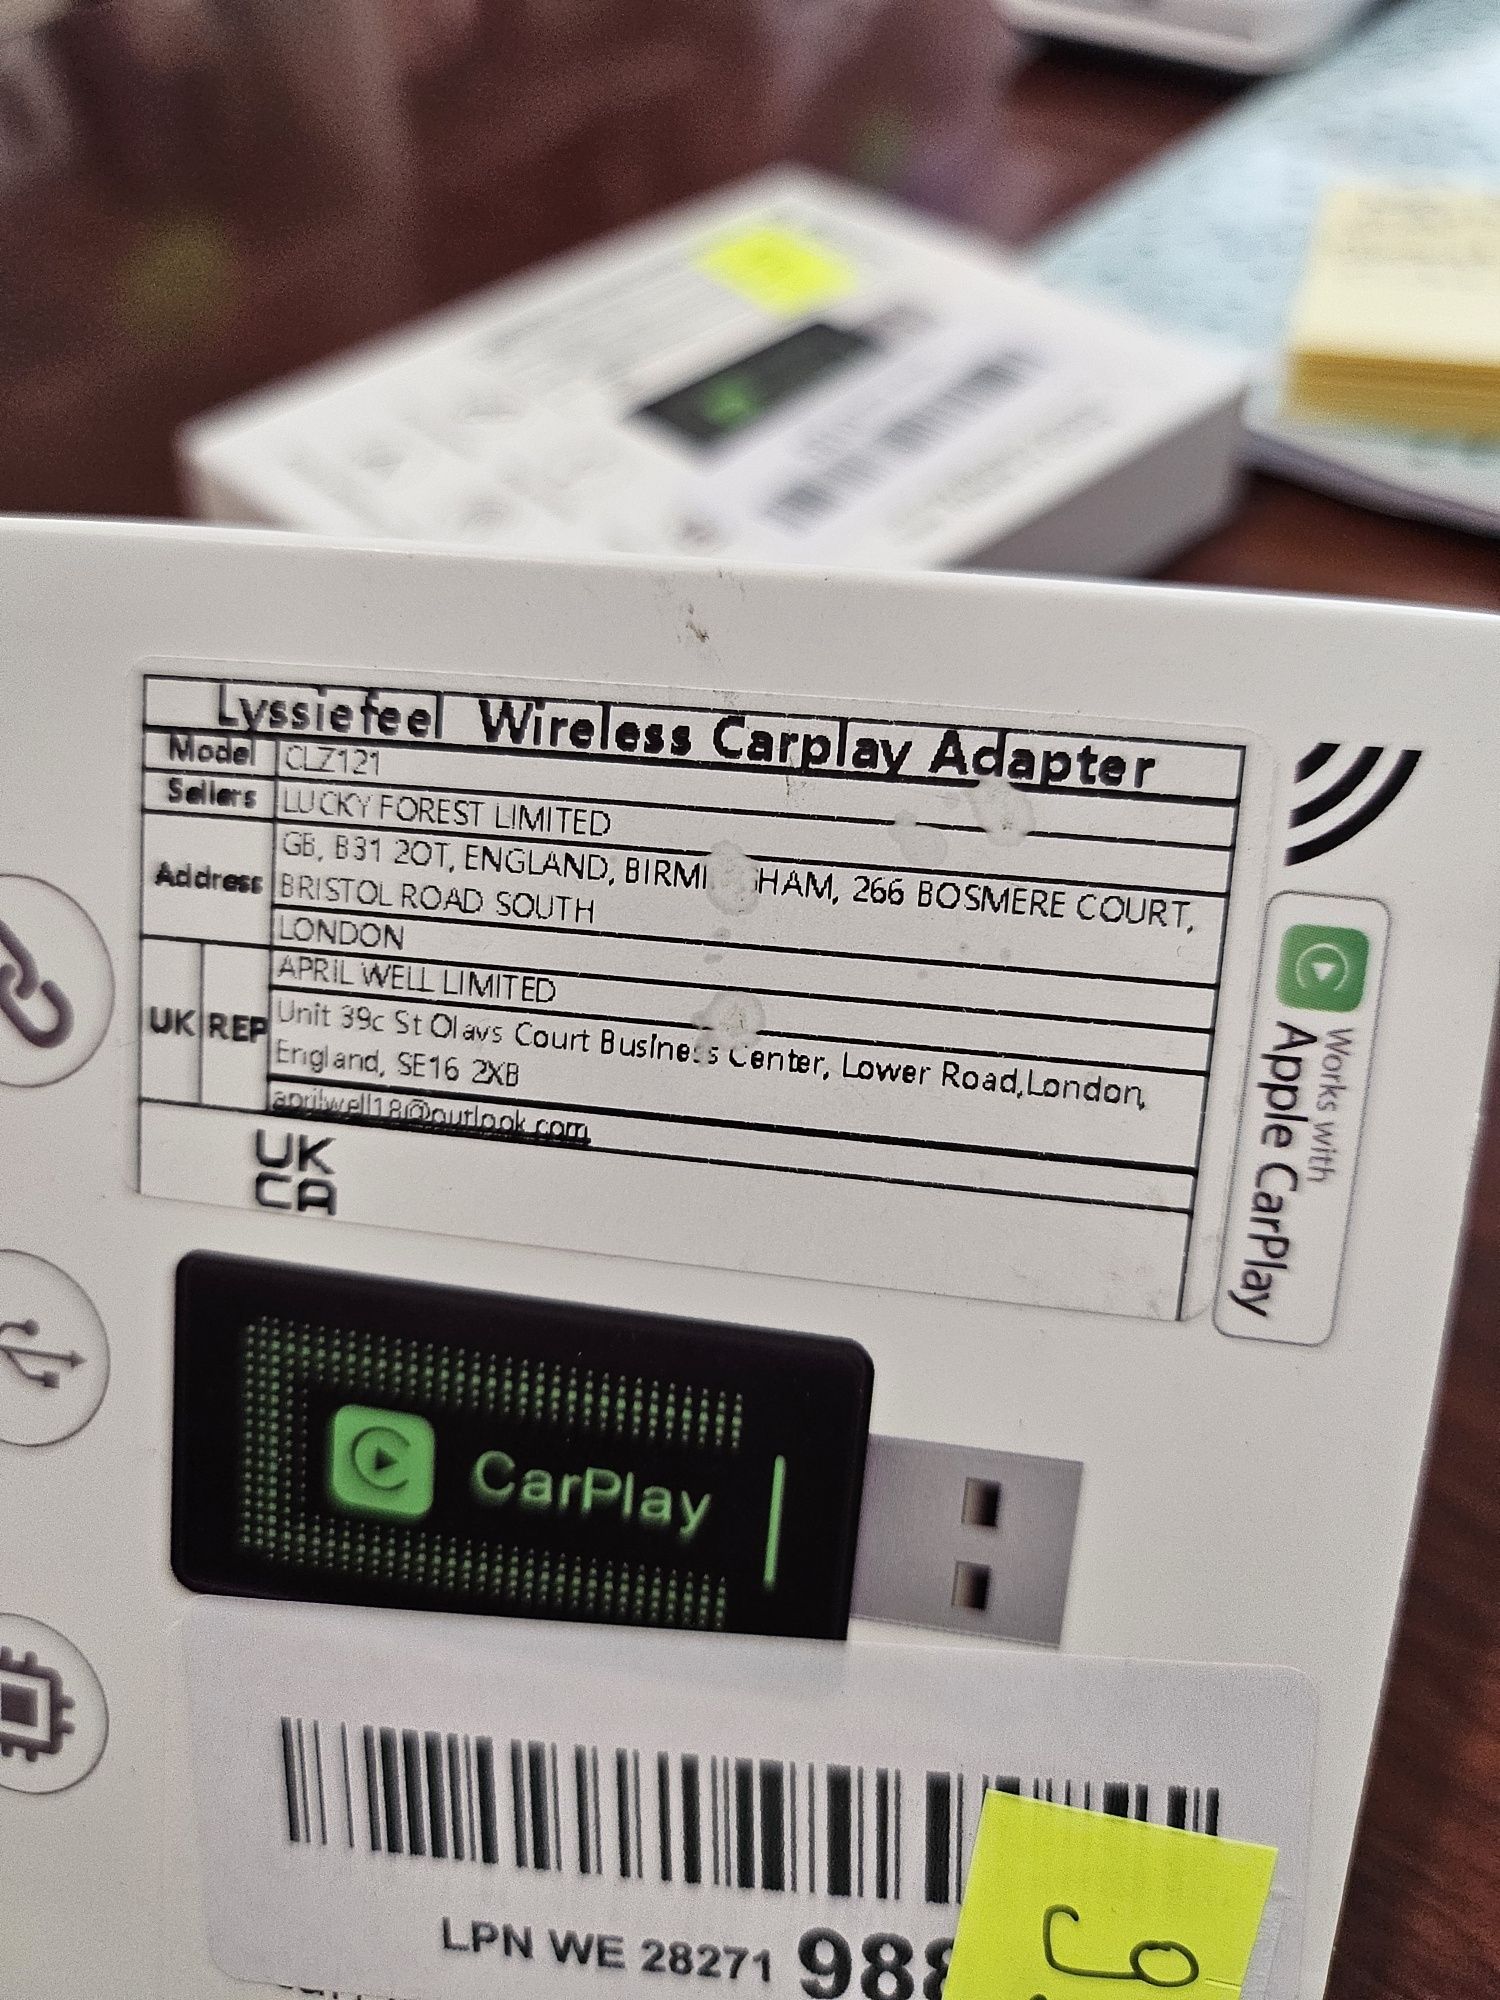 Lyssiefeel Wireless Carplay Adapter
Model CLZ121
Sellers LUCKY FOREST LIMITED
Address GB, B31 2OT, ENGLAND, BIRMI HAM, 266 BOSMERE COURT,
BRISTOL ROAD SOUTH
LONDON
UK REP APRIL WELL LIMITED
Unit 39c St Olavs Court Business Center, Lower Road,London,
England, SE16 2XB
aprilwell18@outlook.com
UK
CA
Works with
Apple CarPlay
CarPlay
LPN WE 28271 988